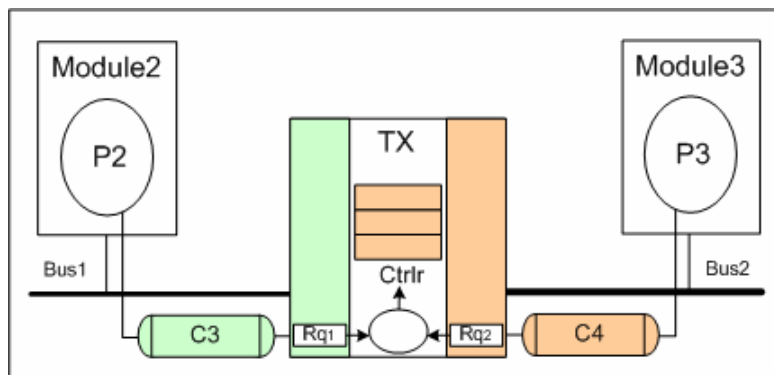 Module2
Module3
P2
TX
P3
Bus1
Ctrlr
Bus2
C3
Rq1
Rq2
C4